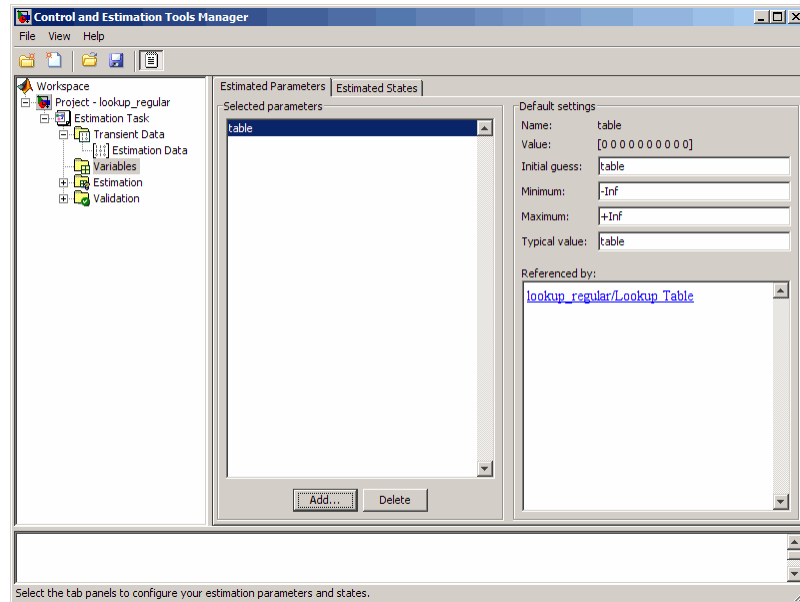 Control and Estimation Tools Manager
File View Help
Workspace
Project - lookup_regular
Estimation Task
Transient Data
Estimation Data
Variables
Estimation
Validation
Estimated Parameters
Estimated States
Selected parameters
table
Add...
Delete
Default settings
Name: table
Value: [0 0 0 0 0 0 0 0 0 0 0]
Initial guess: table
Minimum: -Inf
Maximum: +Inf
Typical value: table
Referenced by:
lookup_regular/Lookup Table
Select the tab panels to configure your estimation parameters and states.